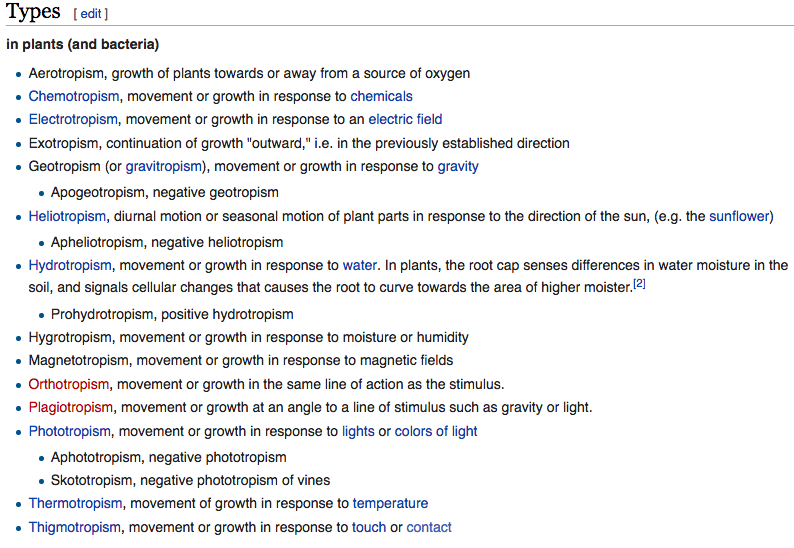 Types [ edit ]
in plants (and bacteria)
• Aerotropism, growth of plants towards or away from a source of oxygen
• Chemotropism, movement or growth in response to chemicals
• Electrotropism, movement or growth in response to an electric field
• Exotropism, continuation of growth "outward," i.e. in the previously established direction
• Geotropism (or gravitropism), movement or growth in response to gravity
• Apogeotropism, negative geotropism
• Heliotropism, diurnal motion or seasonal motion of plant parts in response to the direction of the sun, (e.g. the sunflower)
• Apheliotropism, negative heliotropism
• Hydrotropism, movement or growth in response to water. In plants, the root cap senses differences in water moisture in the
soil, and signals cellular changes that causes the root to curve towards the area of higher moister.[2]
• Prohydrotropism, positive hydrotropism
• Hygrotropism, movement or growth in response to moisture or humidity
• Magnetotropism, movement or growth in response to magnetic fields
• Orthotropism, movement or growth in the same line of action as the stimulus.
• Plagiotropism, movement or growth at an angle to a line of stimulus such as gravity or light.
• Phototropism, movement or growth in response to lights or colors of light
• Aphototropism, negative phototropism
• Skototropism, negative phototropism of vines
• Thermotropism, movement of growth in response to temperature
• Thigmotropism, movement or growth in response to touch or contact